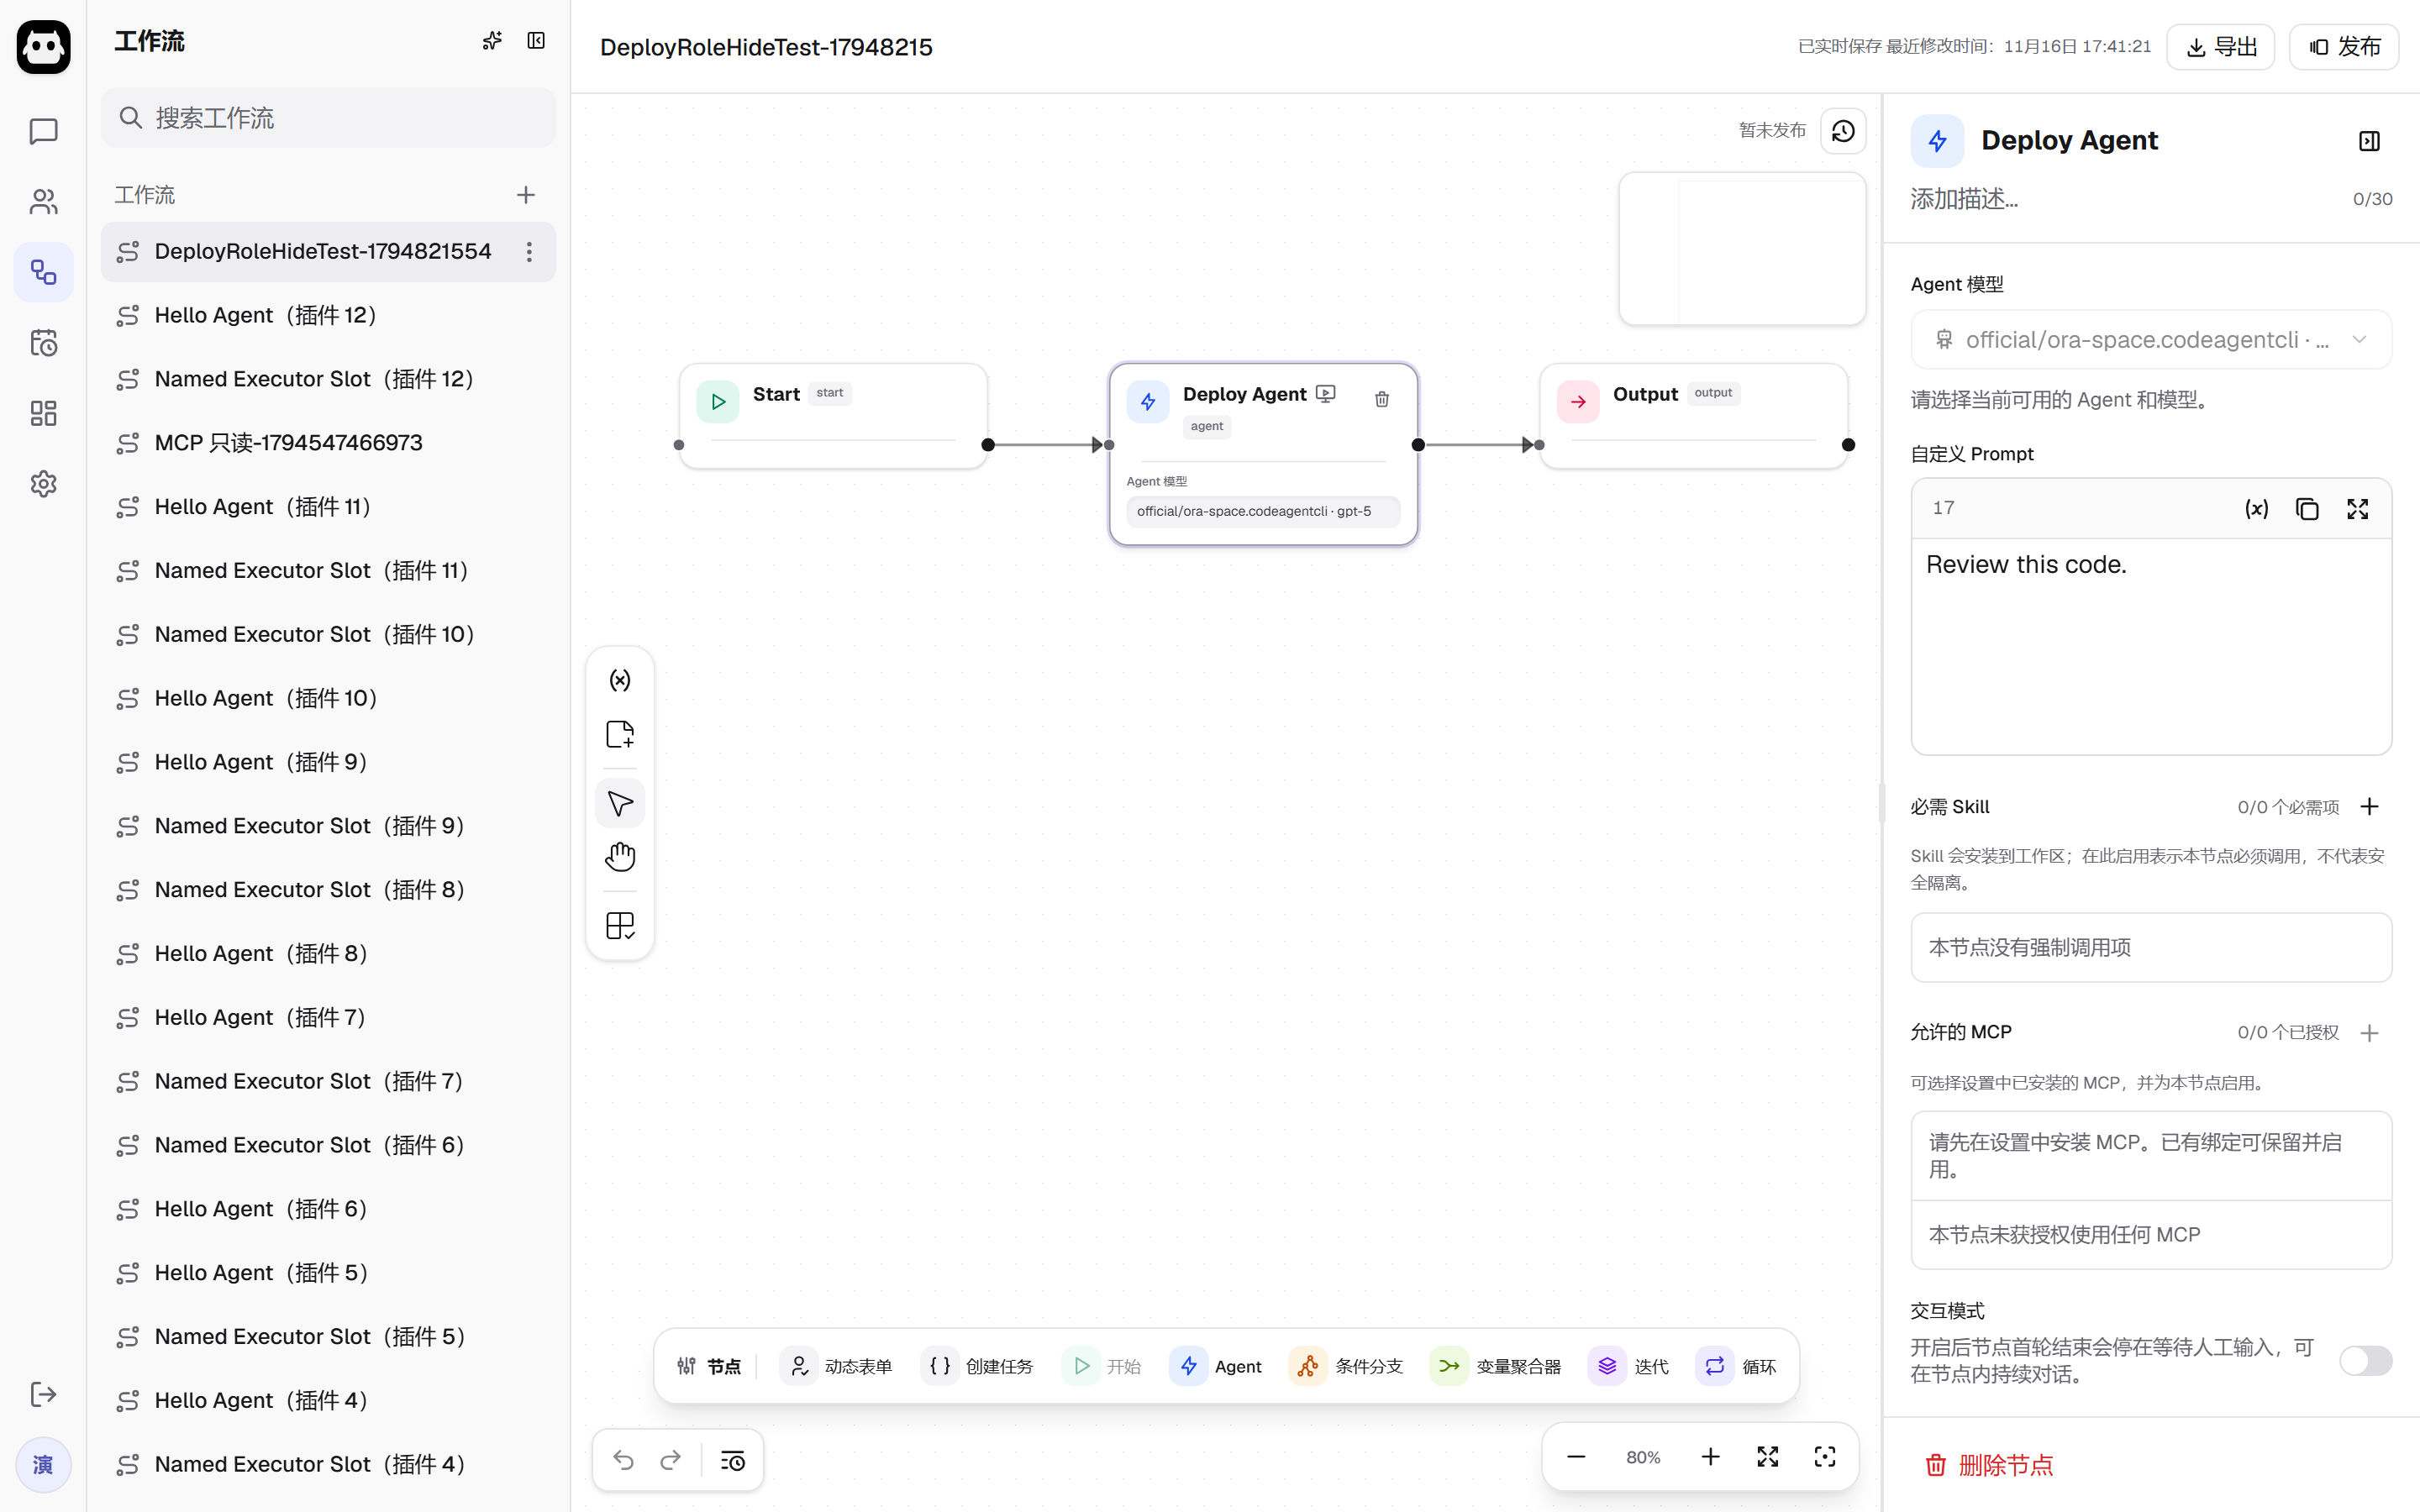 工作流
搜索工作流
工作流
DeployRoleHideTest-1794821554
Hello Agent（插件 12）
Named Executor Slot（插件 12）
MCP 只读-1794547466973
Hello Agent（插件 11）
Named Executor Slot（插件 11）
Named Executor Slot（插件 10）
Hello Agent（插件 10）
Hello Agent（插件 9）
Named Executor Slot（插件 9）
Named Executor Slot（插件 8）
Hello Agent（插件 8）
Hello Agent（插件 7）
Named Executor Slot（插件 7）
Named Executor Slot（插件 6）
Hello Agent（插件 6）
Hello Agent（插件 5）
Named Executor Slot（插件 5）
Hello Agent（插件 4）
Named Executor Slot（插件 4）
演
DeployRoleHideTest-17948215
已实时保存 最近修改时间：11月16日 17:41:21
导出
发布
暂未发布
Start start
Deploy Agent
agent
Agent 模型
official/ora-space.codeagentcli · gpt-5
Output output
节点
动态表单
创建任务
开始
Agent
条件分支
变量聚合器
迭代
循环
80%
Deploy Agent
添加描述...
0/30
Agent 模型
official/ora-space.codeagentcli · ...
请选择当前可用的 Agent 和模型。
自定义 Prompt
17
Review this code.
必需 Skill
0/0 个必需项
Skill 会安装到工作区；在此启用表示本节点必须调用，不代表安
全隔离。
本节点没有强制调用项
允许的 MCP
0/0 个已授权
可选择设置中已安装的 MCP，并为本节点启用。
请先在设置中安装 MCP。已有绑定可保留并启
用。
本节点未获授权使用任何 MCP
交互模式
开启后节点首轮结束会停在等待人工输入，可
在节点内持续对话。
删除节点